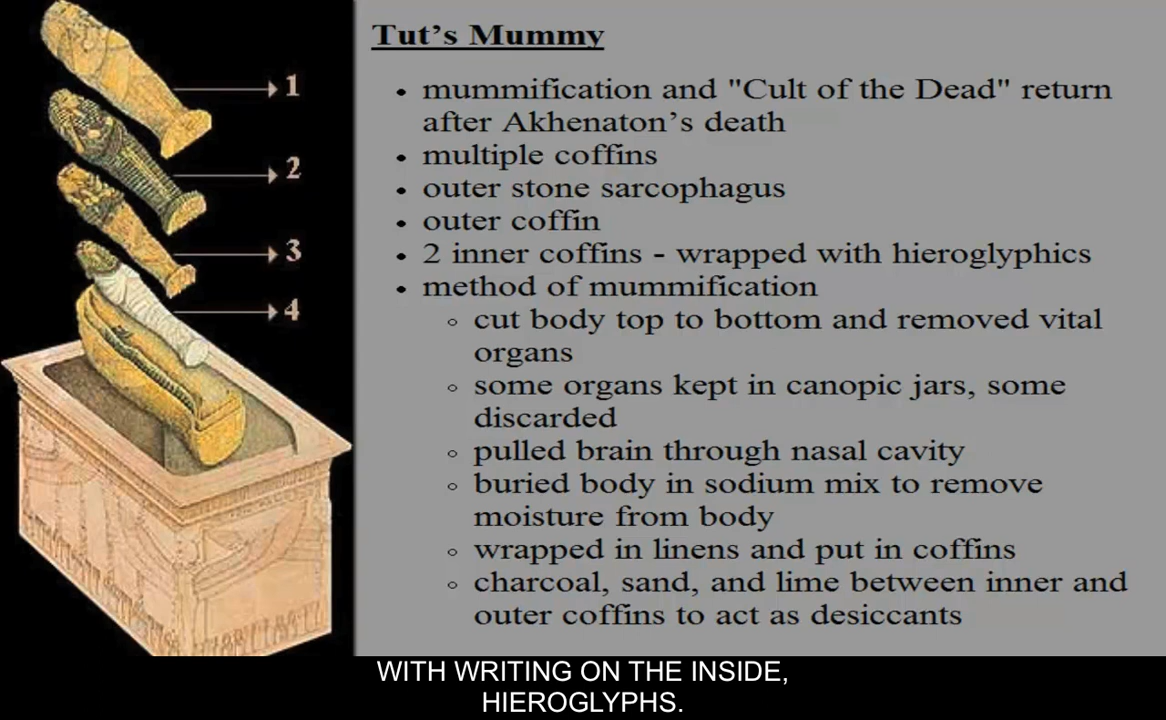 Tut's Mummy
1
2
3
4
• mummification and "Cult of the Dead" return
after Akhenaton's death
• multiple coffins
• outer stone sarcophagus
• outer coffin
• 2 inner coffins - wrapped with hieroglyphics
• method of mummification
◦ cut body top to bottom and removed vital
organs
◦ some organs kept in canopic jars, some
discarded
◦ pulled brain through nasal cavity
◦ buried body in sodium mix to remove
moisture from body
◦ wrapped in linens and put in coffins
◦ charcoal, sand, and lime between inner and
outer coffins to act as desiccants
WITH WRITING ON THE INSIDE,
HIEROGLYPHS.